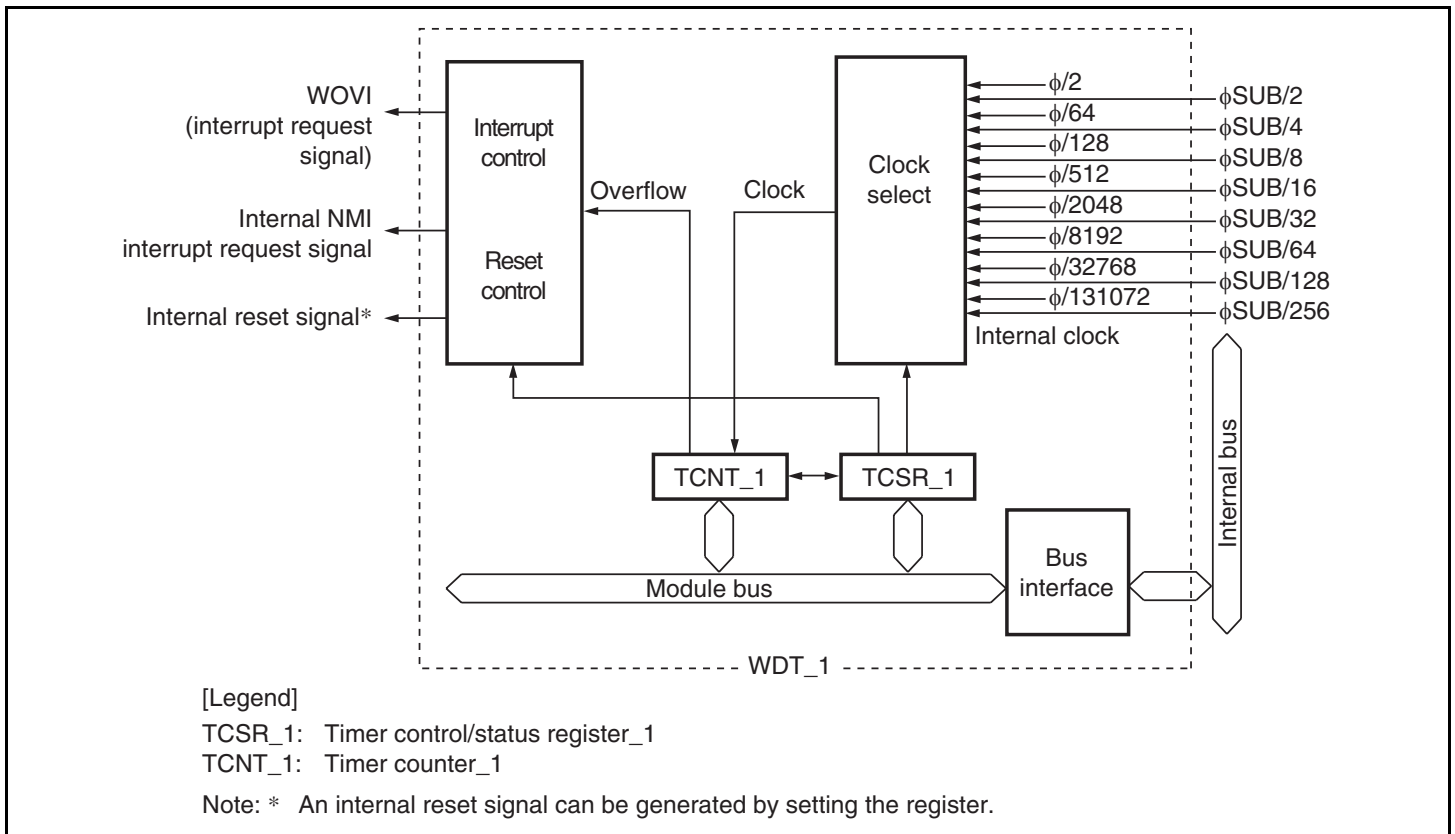 WOVI
(interrupt request
signal)
Internal NMI
interrupt request signal
Internal reset signal*
Interrupt
control
Reset
control
Overflow
Clock
Clock
select
ϕ/2
ϕSUB/2
ϕ/64
ϕSUB/4
ϕ/128
ϕSUB/8
ϕ/512
ϕSUB/16
ϕ/2048
ϕSUB/32
ϕ/8192
ϕSUB/64
ϕ/32768
ϕSUB/128
ϕ/131072
ϕSUB/256
Internal clock
TCNT_1
TCSR_1
Module bus
Bus
interface
Internal bus
WDT_1
[Legend]
TCSR_1: Timer control/status register_1
TCNT_1: Timer counter_1
Note: * An internal reset signal can be generated by setting the register.